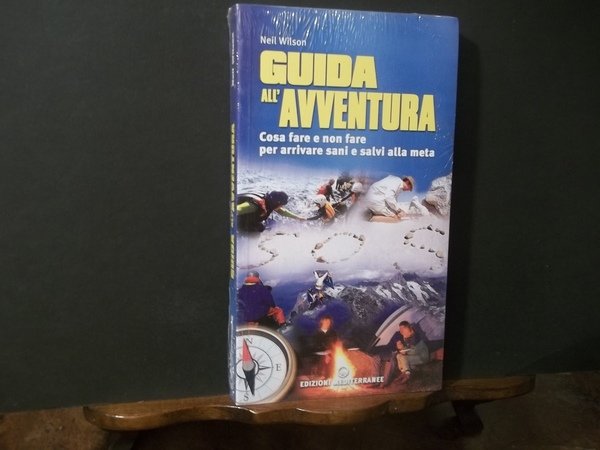 Neil Wilson
GUIDA
ALL'AVVENTURA
Cosa fare e non fare
per arrivare sani e salvi alla meta
SOS
N
E
S
EDIZIONI MEDITERRANEE